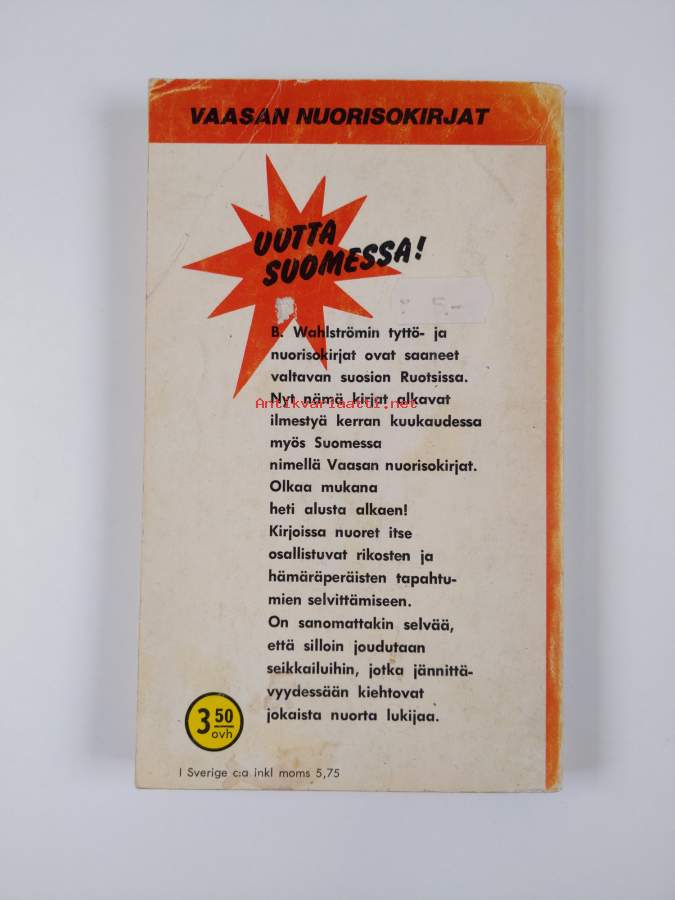 VAASAN NUORISOKIRJAT
UUTTA
SUOMESSA!
5.-
B. Wahlströmin tyttö- ja
nuorisokirjat ovat saaneet
valtavan suosion Ruotsissa.
Nyt nämä kirjat alkavat
Antikvariaatti.net
ilmestyä kerran kuukaudessa
myös Suomessa
nimellä Vaasan nuorisokirjat.
Olkaa mukana
heti alusta alkaen!
Kirjoissa nuoret itse
osallistuvat rikosten ja
hämäräperäisten tapahtu-
mien selvittämiseen.
On sanomattakin selvää,
että silloin joudutaan
seikkailuihin, jotka jännittä-
vyydessään kiehtovat
jokaista nuorta lukijaa.
3 50
ovh
I Sverige c:a inkl moms 5,75